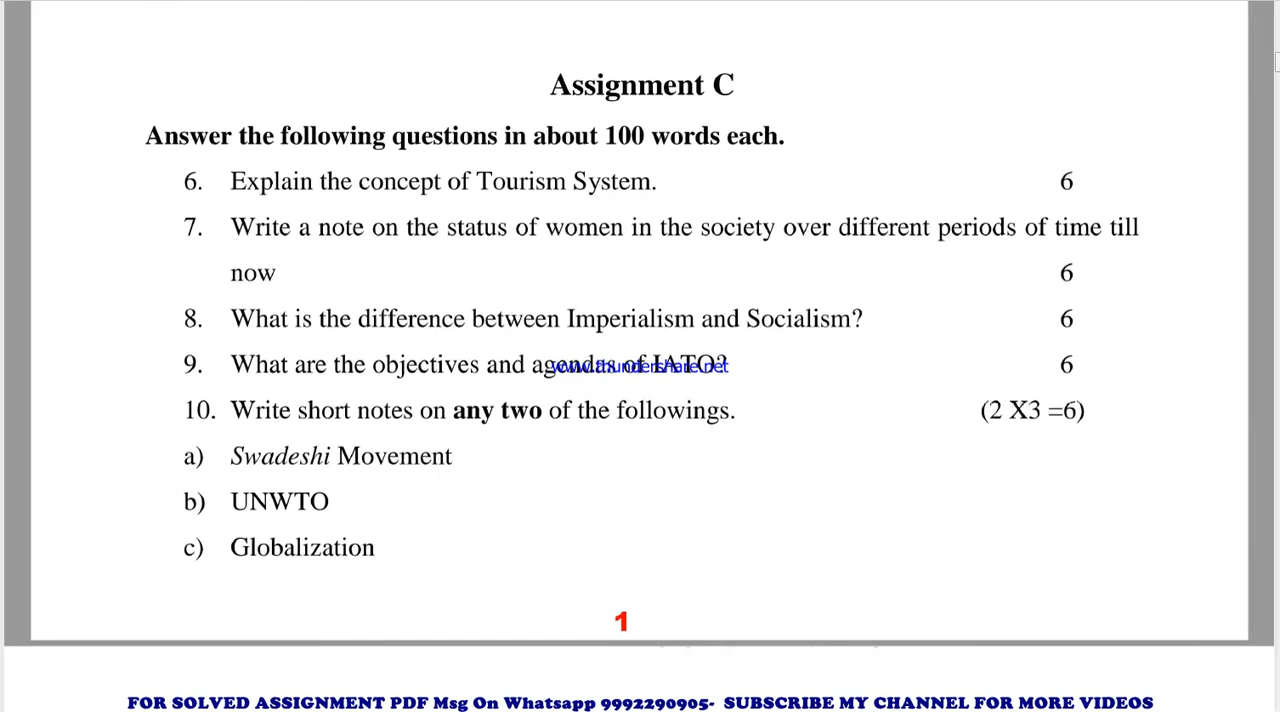 Assignment C
Answer the following questions in about 100 words each.
6. Explain the concept of Tourism System. 6
7. Write a note on the status of women in the society over different periods of time till
now 6
8. What is the difference between Imperialism and Socialism? 6
9. What are the objectives and agendas of IATO? 6
www.thundershare.net
10. Write short notes on any two of the followings. (2 X3 =6)
a) Swadeshi Movement
b) UNWTO
c) Globalization
1
FOR SOLVED ASSIGNMENT PDF Msg On Whatsapp 9992290905- SUBSCRIBE MY CHANNEL FOR MORE VIDEOS